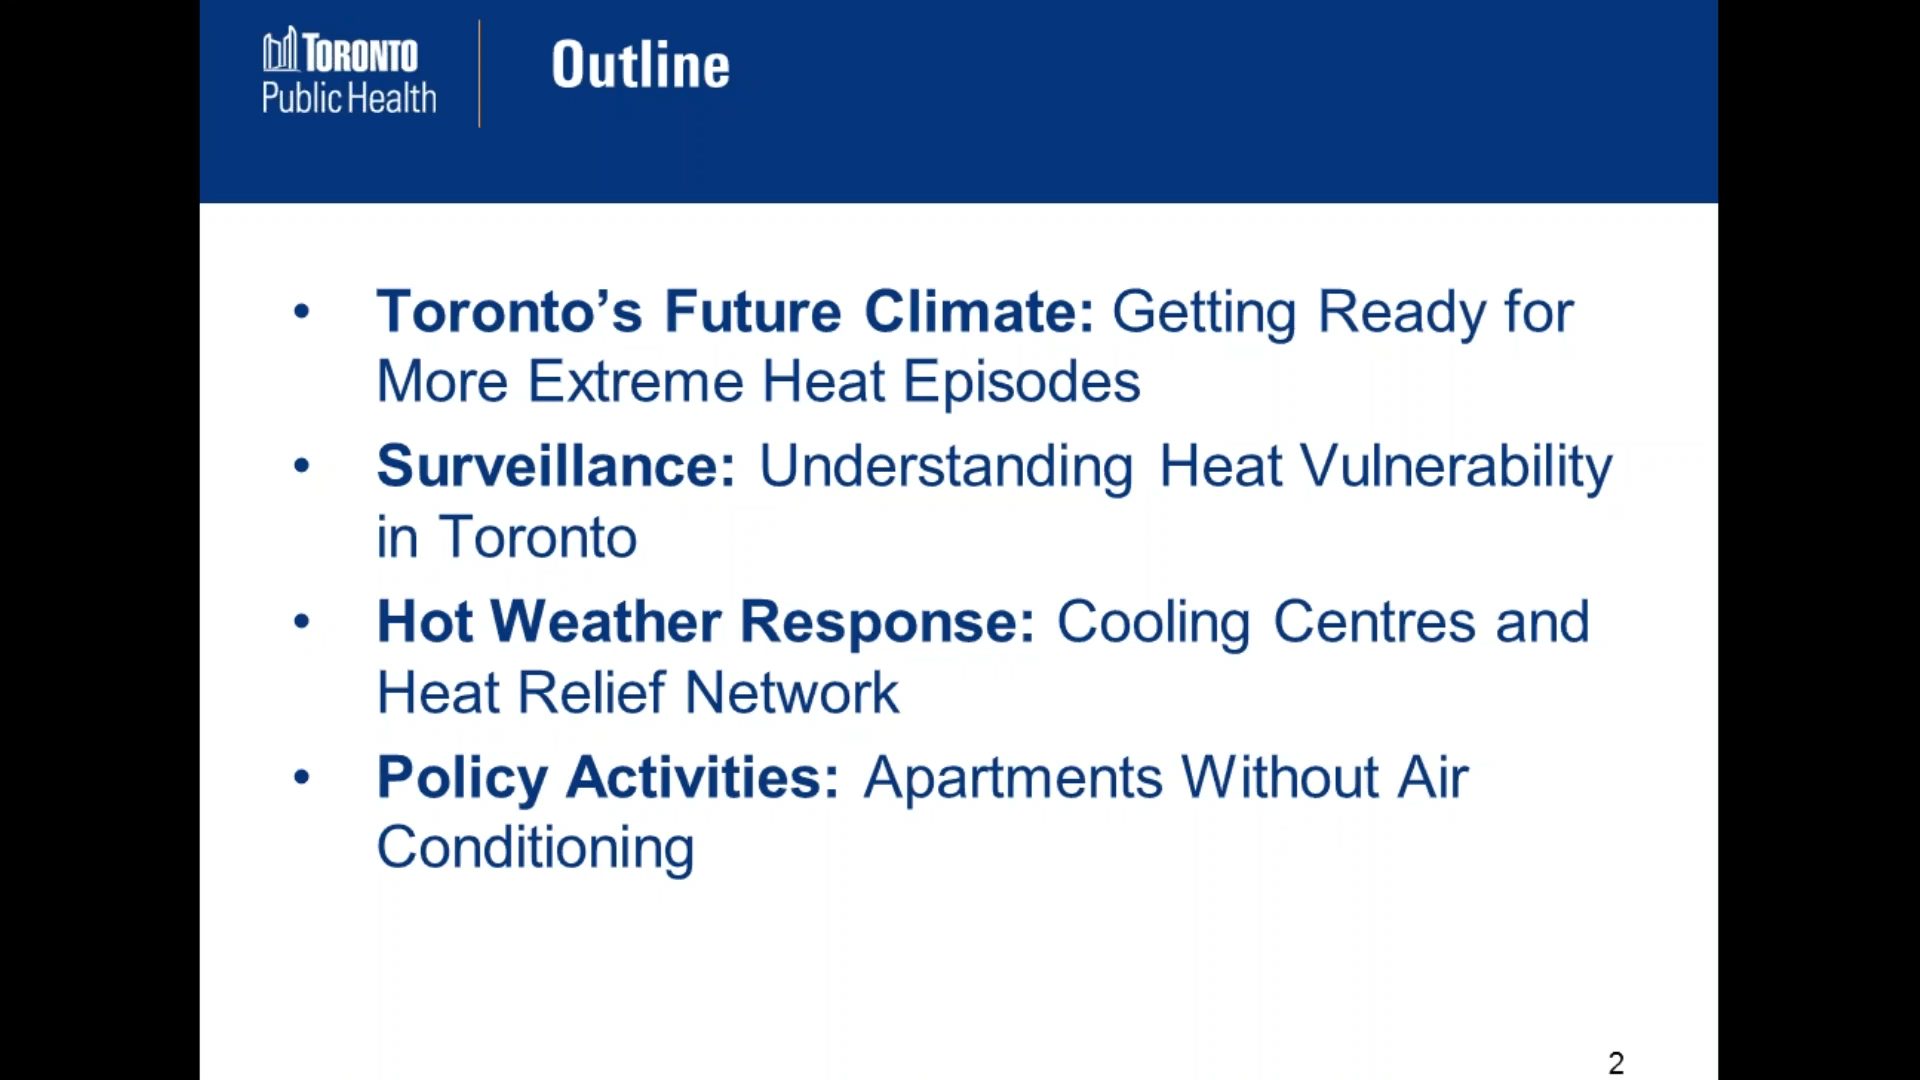 TORONTO
Public Health
Outline
• Toronto’s Future Climate: Getting Ready for
More Extreme Heat Episodes
• Surveillance: Understanding Heat Vulnerability
in Toronto
• Hot Weather Response: Cooling Centres and
Heat Relief Network
• Policy Activities: Apartments Without Air
Conditioning
2